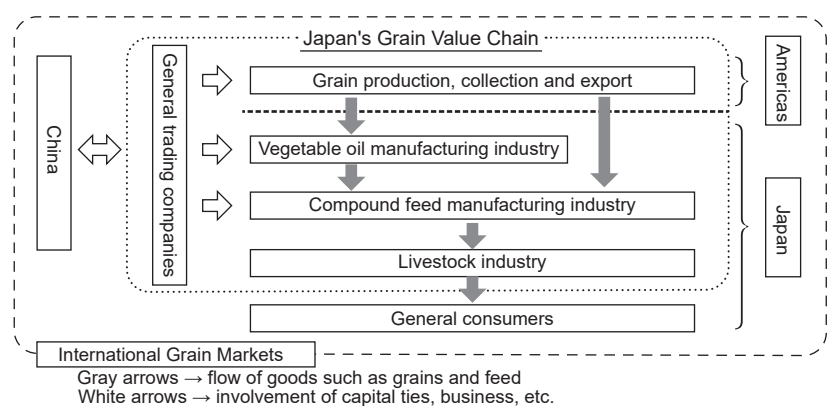 Japan's Grain Value Chain
China
General trading companies
Grain production, collection and export
Americas
Vegetable oil manufacturing industry
Compound feed manufacturing industry
Japan
Livestock industry
General consumers
International Grain Markets
Gray arrows → flow of goods such as grains and feed
White arrows → involvement of capital ties, business, etc.